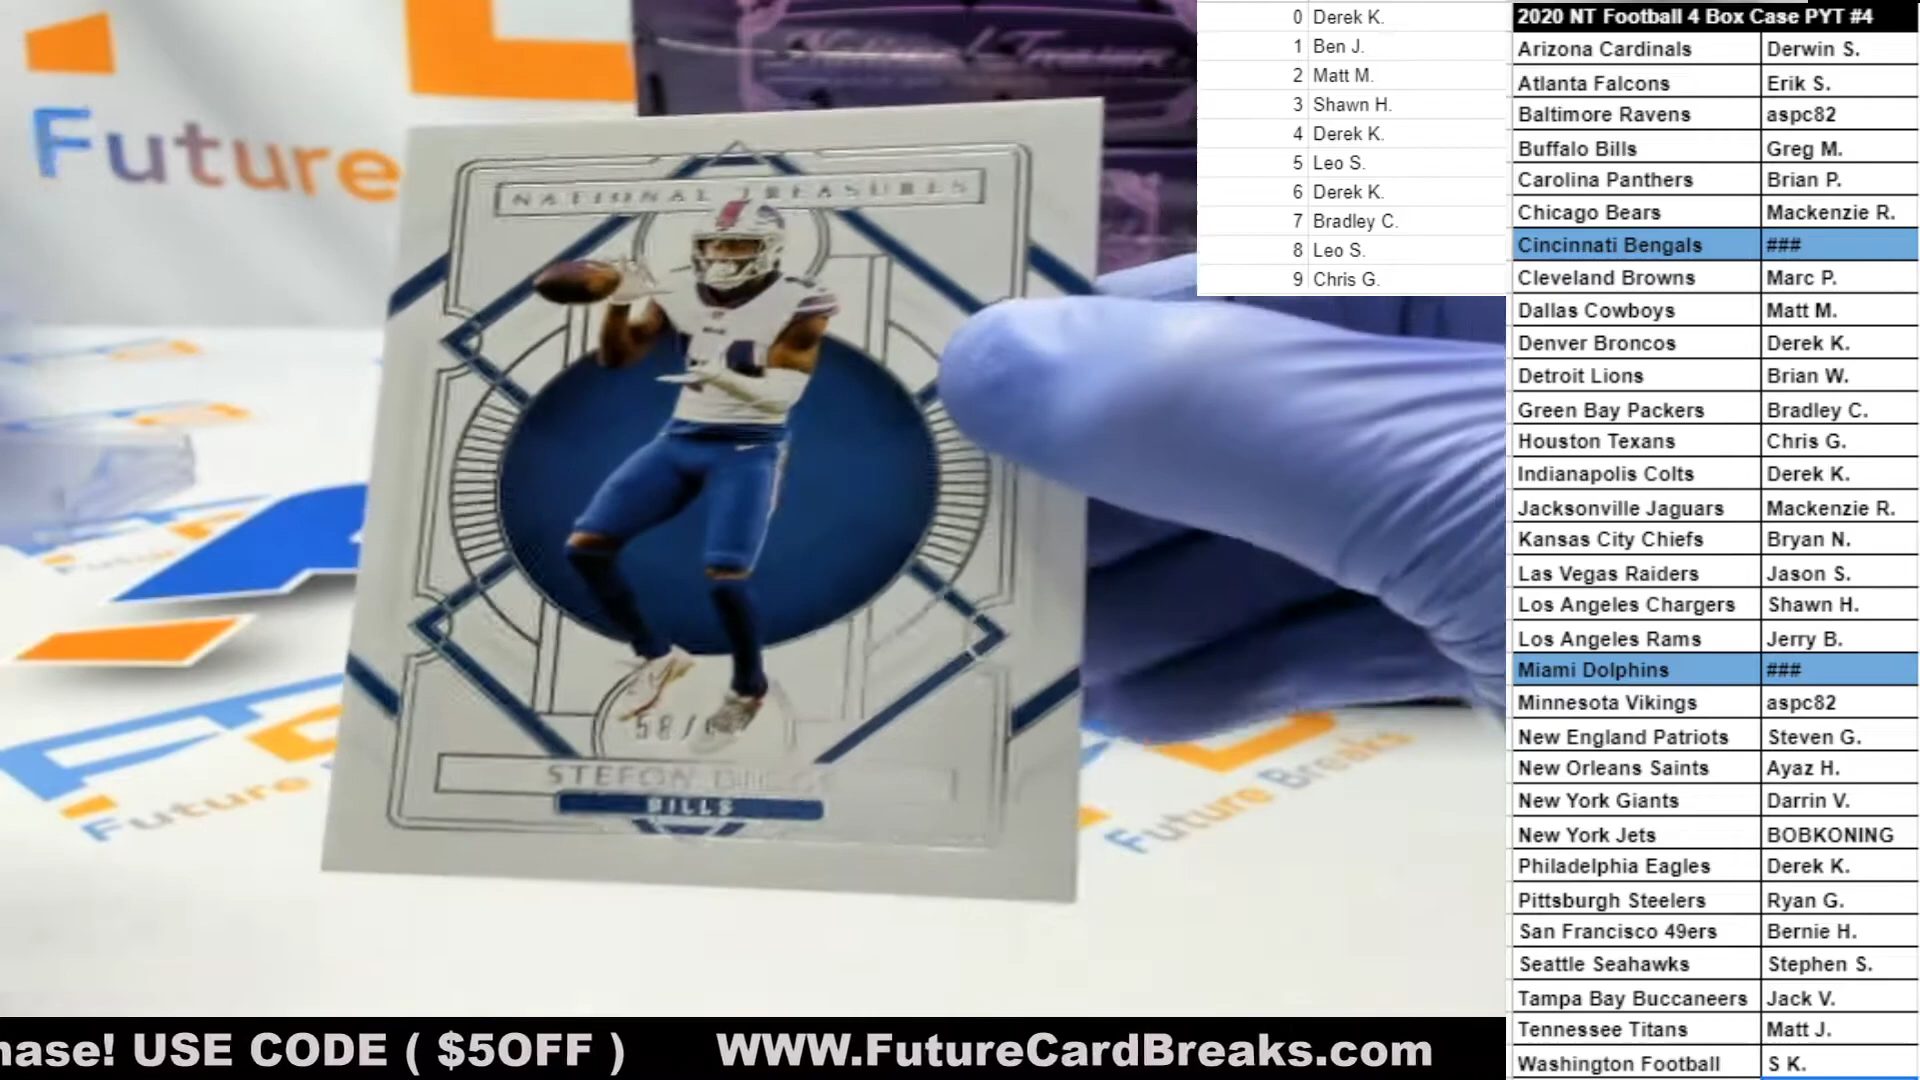 Future
National Treasures
NATIONAL TREASURES
58/
STEFON DIGGS
BILLS
Future
Future Breaks
0 Derek K.
1 Ben J.
2 Matt M.
3 Shawn H.
4 Derek K.
5 Leo S.
6 Derek K.
7 Bradley C.
8 Leo S.
9 Chris G.
2020 NT Football 4 Box Case PYT #4
Arizona Cardinals Derwin S.
Atlanta Falcons Erik S.
Baltimore Ravens aspc82
Buffalo Bills Greg M.
Carolina Panthers Brian P.
Chicago Bears Mackenzie R.
Cincinnati Bengals ###
Cleveland Browns Marc P.
Dallas Cowboys Matt M.
Denver Broncos Derek K.
Detroit Lions Brian W.
Green Bay Packers Bradley C.
Houston Texans Chris G.
Indianapolis Colts Derek K.
Jacksonville Jaguars Mackenzie R.
Kansas City Chiefs Bryan N.
Las Vegas Raiders Jason S.
Los Angeles Chargers Shawn H.
Los Angeles Rams Jerry B.
Miami Dolphins ###
Minnesota Vikings aspc82
New England Patriots Steven G.
New Orleans Saints Ayaz H.
New York Giants Darrin V.
New York Jets BOBKONING
Philadelphia Eagles Derek K.
Pittsburgh Steelers Ryan G.
San Francisco 49ers Bernie H.
Seattle Seahawks Stephen S.
Tampa Bay Buccaneers Jack V.
Tennessee Titans Matt J.
Washington Football S K.
hase! USE CODE ( $5OFF ) WWW.FutureCardBreaks.com